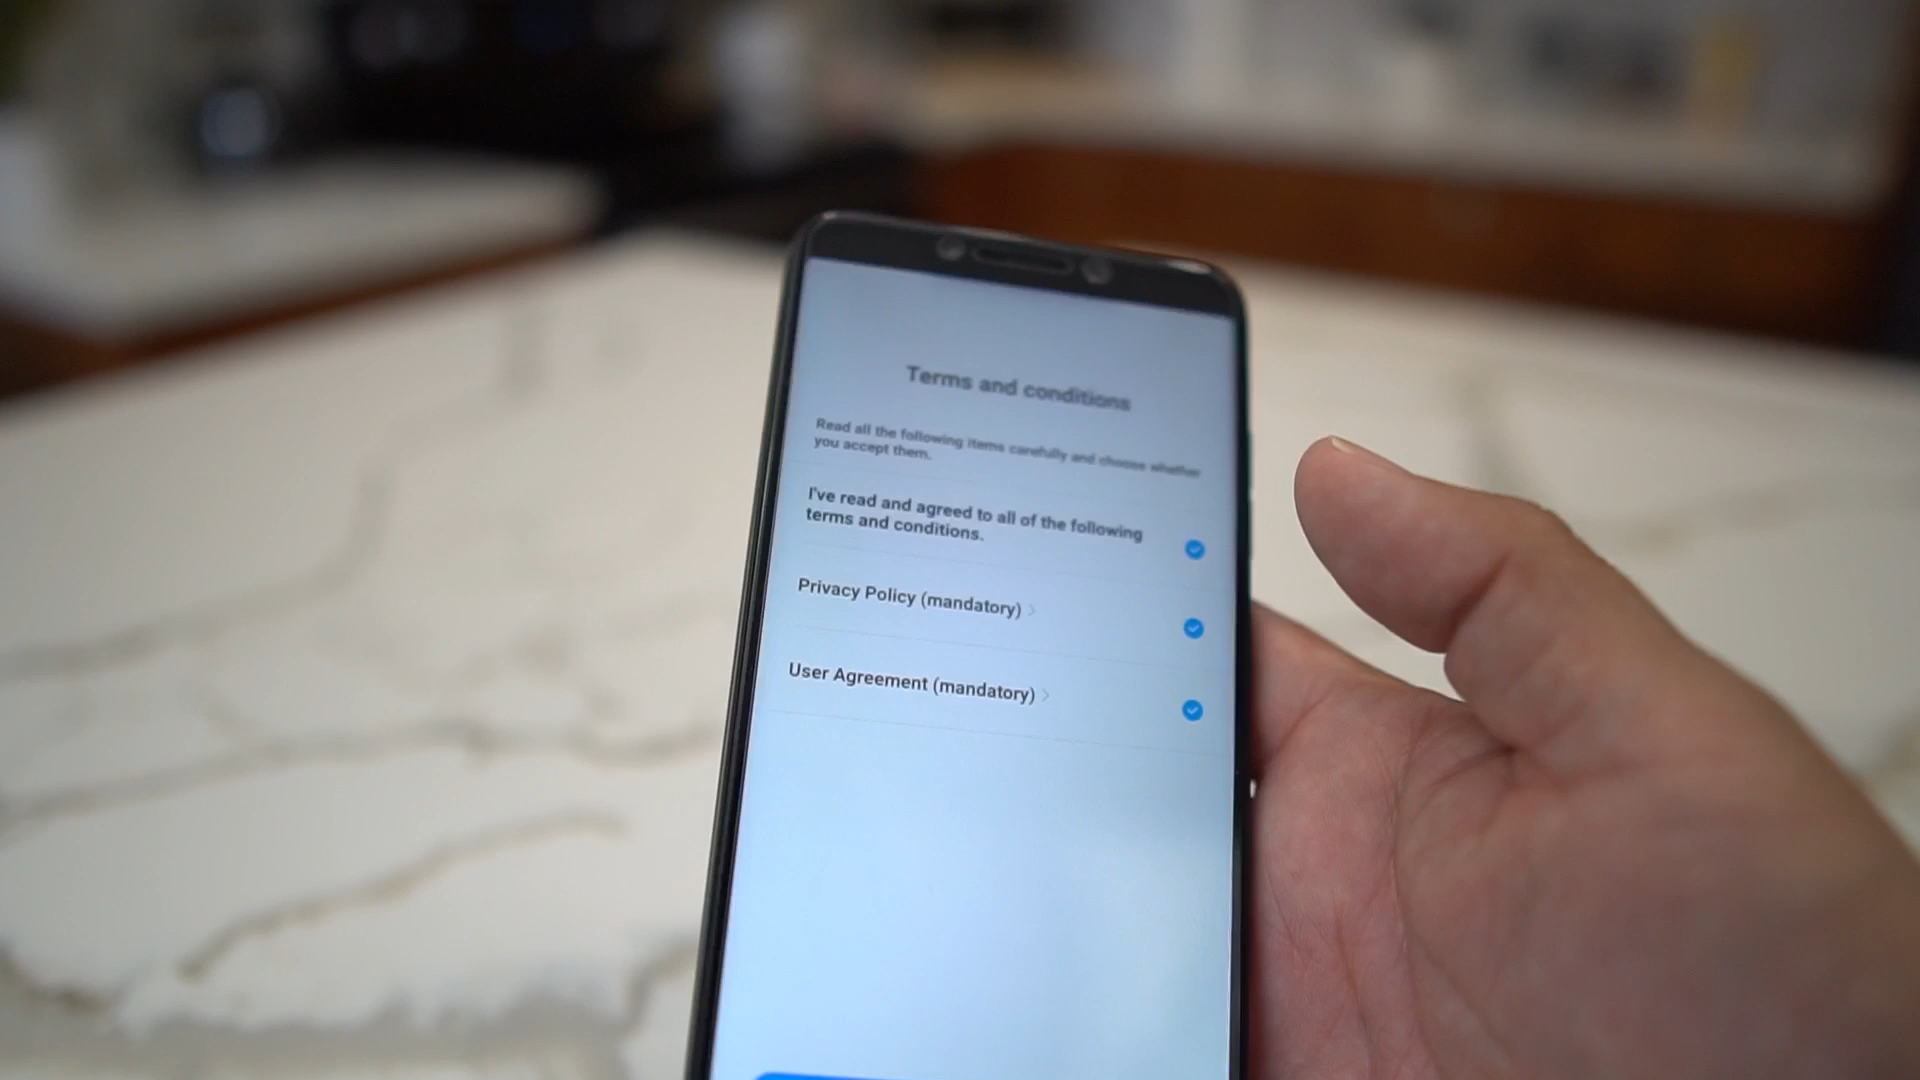 Terms and conditions
Read all the following items carefully and choose whether
you accept them.
I've read and agreed to all of the following
terms and conditions.
Privacy Policy (mandatory)
User Agreement (mandatory)